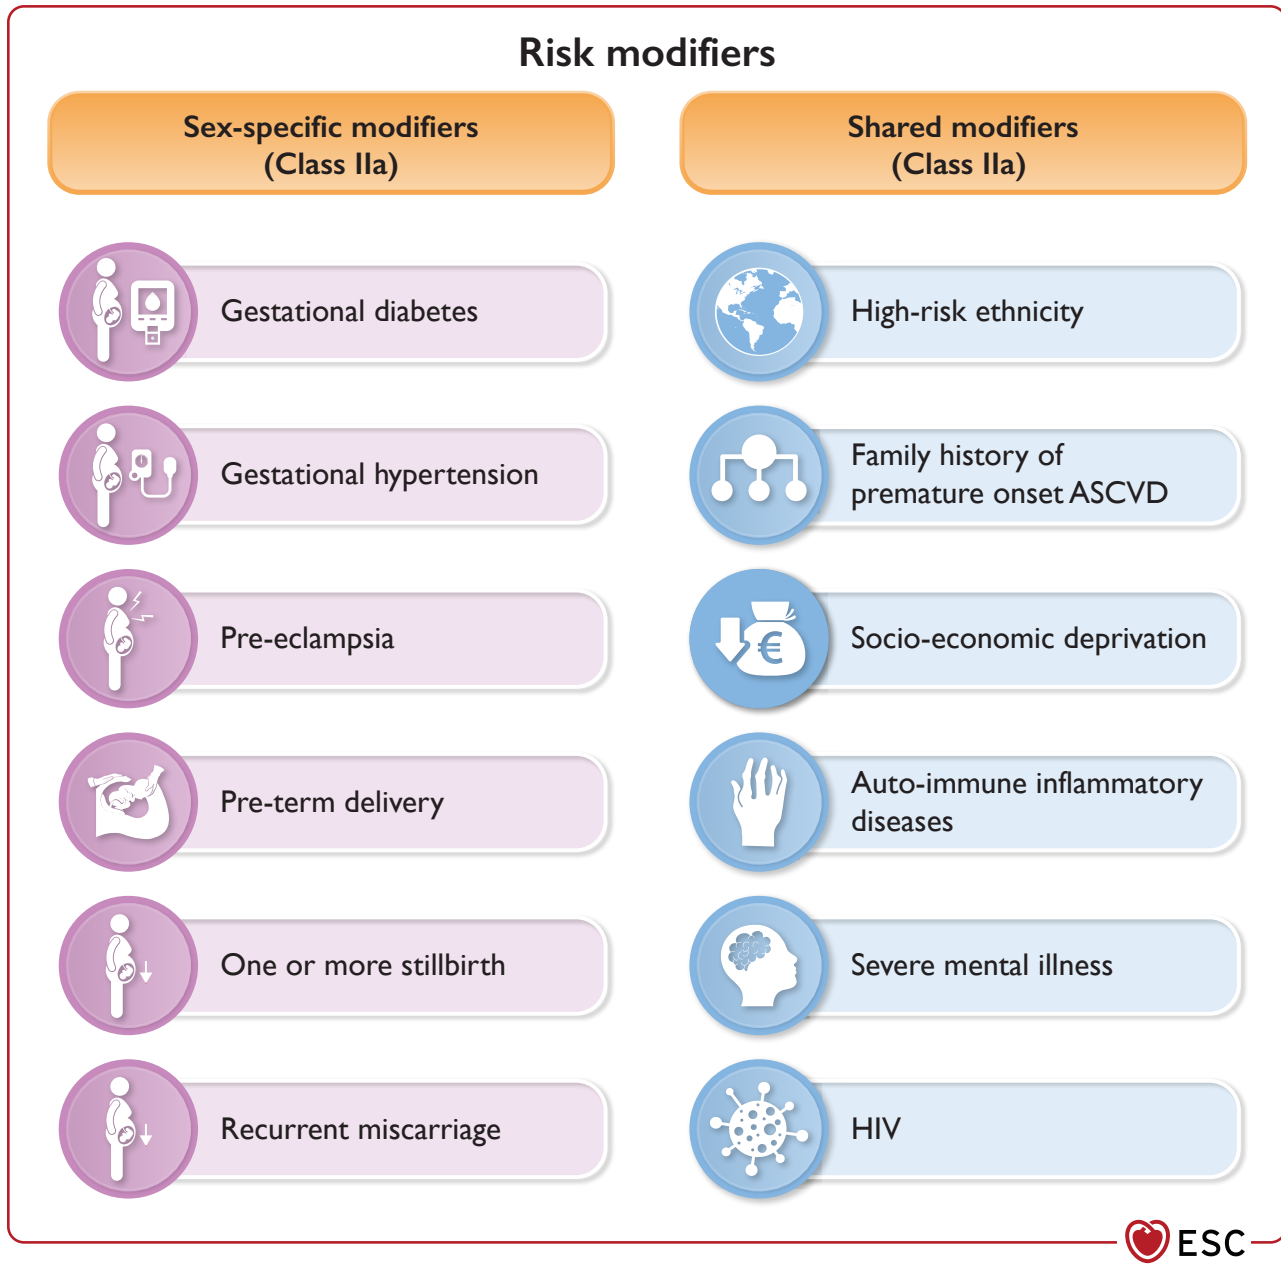 Risk modifiers
Sex-specific modifiers
(Class IIa)
Gestational diabetes
Gestational hypertension
Pre-eclampsia
Pre-term delivery
One or more stillbirth
Recurrent miscarriage
Shared modifiers
(Class IIa)
High-risk ethnicity
Family history of
premature onset ASCVD
€
Socio-economic deprivation
Auto-immune inflammatory
diseases
Severe mental illness
HIV
ESC